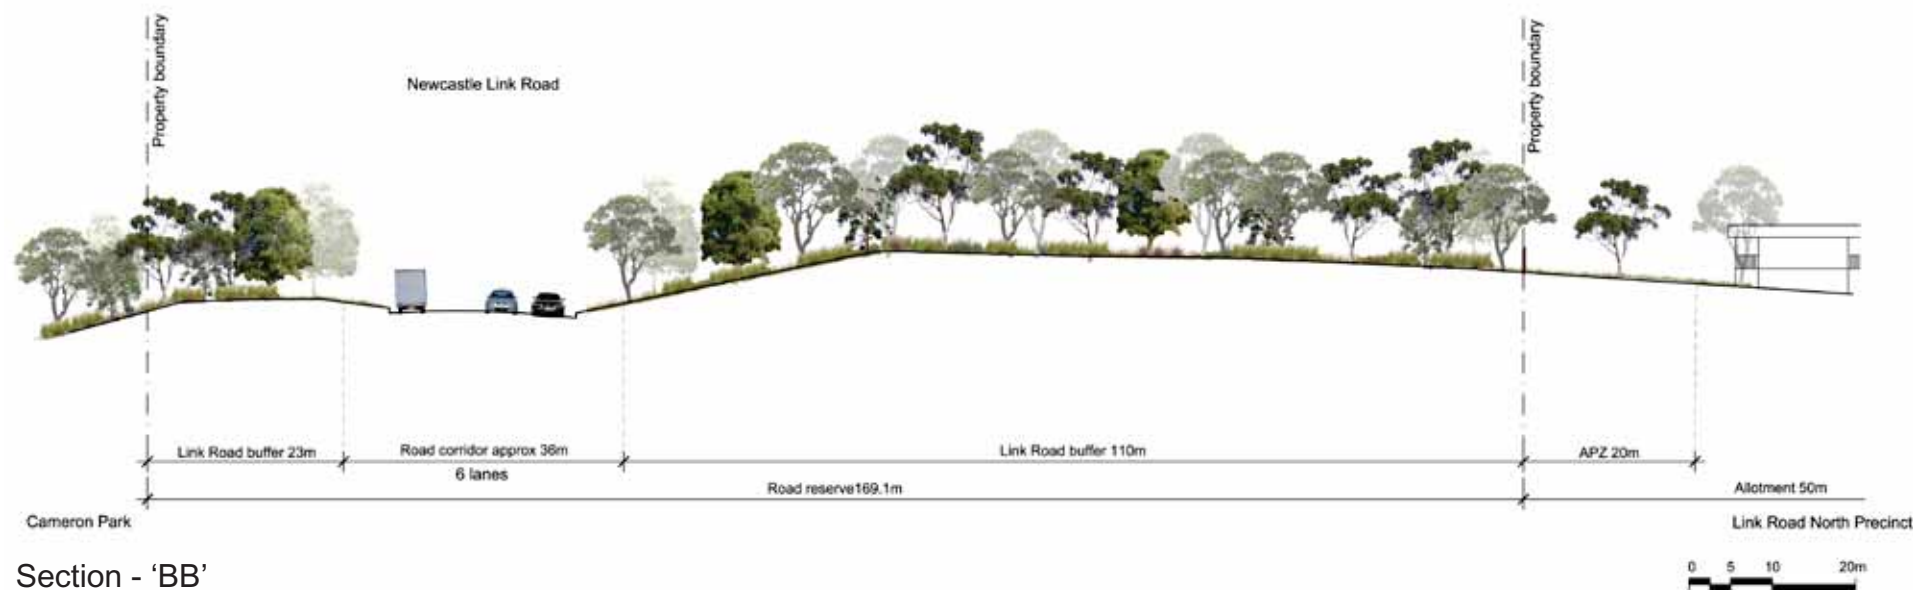 Property boundary
Newcastle Link Road
Property boundary
Link Road buffer 23m
Road corridor approx 36m
6 lanes
Link Road buffer 110m
APZ 20m
Road reserve169.1m
Allotment 50m
Cameron Park
Link Road North Precinct
Section - ‘BB’
0 5 10 20m